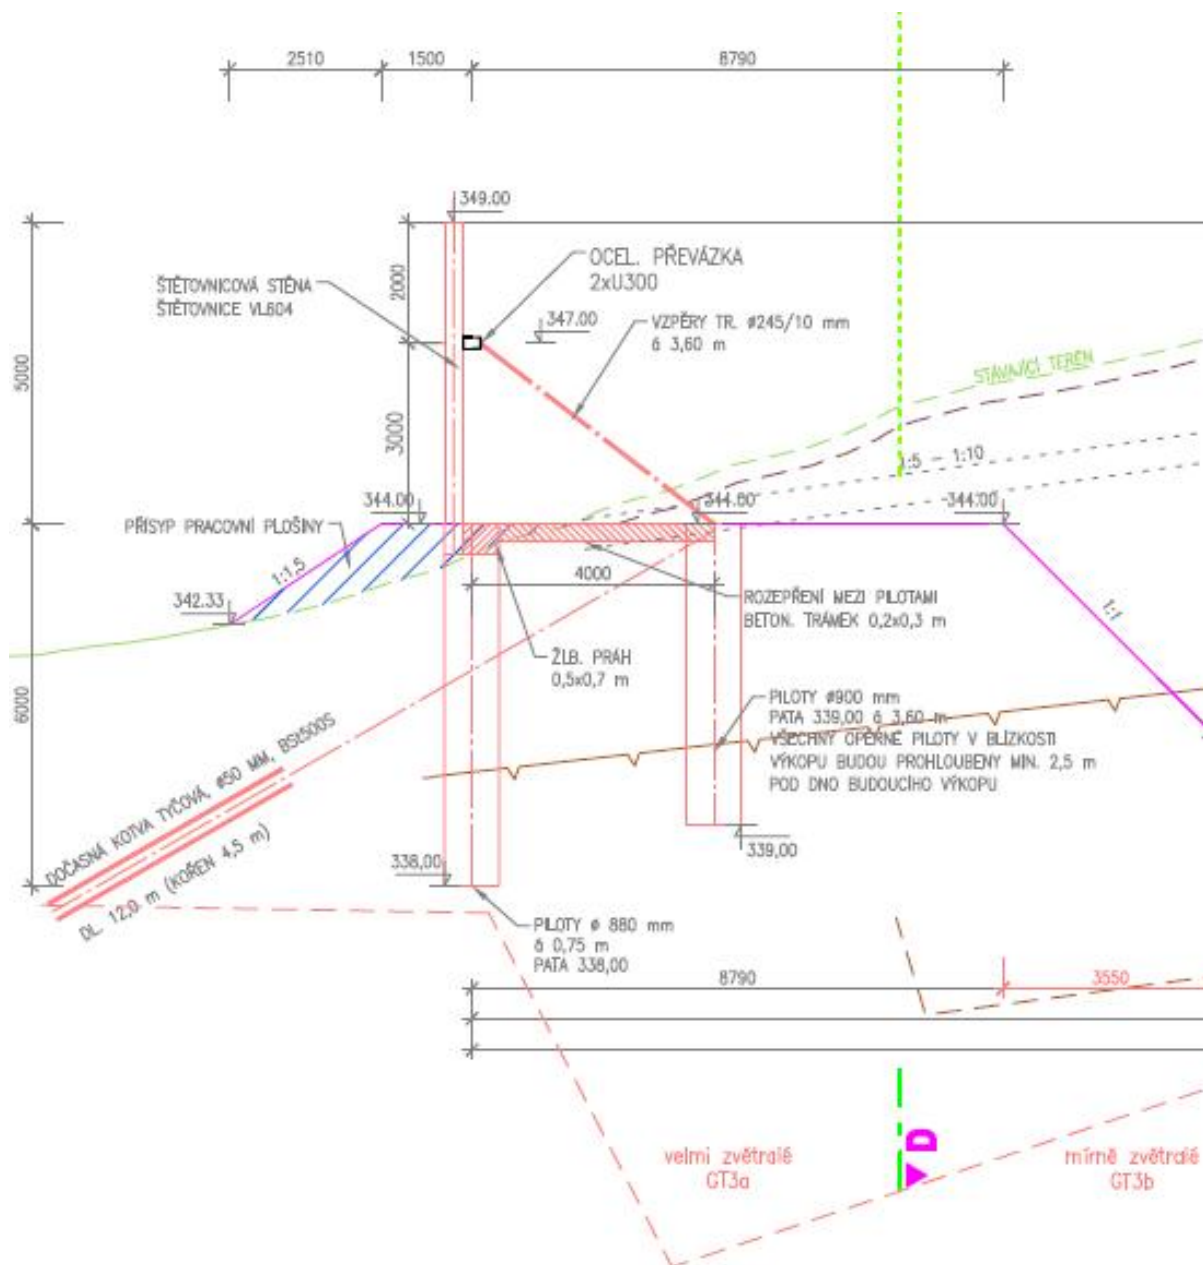 2510
1500
8790
349.00
OCEL. PŘEVÁZKA
2xU300
ŠTĚTOVNICOVÁ STĚNA
ŠTĚTOVNICE VL604
2000
347.00
VZPĚRY TR. ø245/10 mm
á 3,60 m
5000
STÁVAJÍCÍ TERÉN
3000
1:5 - 1:10
344.00
344.00
PŘÍSYP PRACOVNÍ PLOŠINY
1:1.5
4000
342.33
ROZEPŘENÍ MEZI PILOTAMI
BETON. TRÁMEK 0,2x0,3 m
1:1
ŽLB. PRÁH
0,5x0,7 m
6000
PILOTY ø900 mm
PATA 339,00 á 3,60 m
VŠECHNY OPĚRNÉ PILOTY V BLÍZKOSTI
VÝKOPU BUDOU PROHLOUBENY MIN. 2,5 m
POD DNO BUDOUCÍHO VÝKOPU
DOČASNÁ KOTVA TYČOVÁ, ø50 MM, BSt500S
DL. 12,0 m (KOŘEN 4,5 m)
338,00
339,00
PILOTY ø 880 mm
á 0,75 m
PATA 338,00
8790
3550
D
velmi zvětralé
GT3a
mírně zvětralé
GT3b